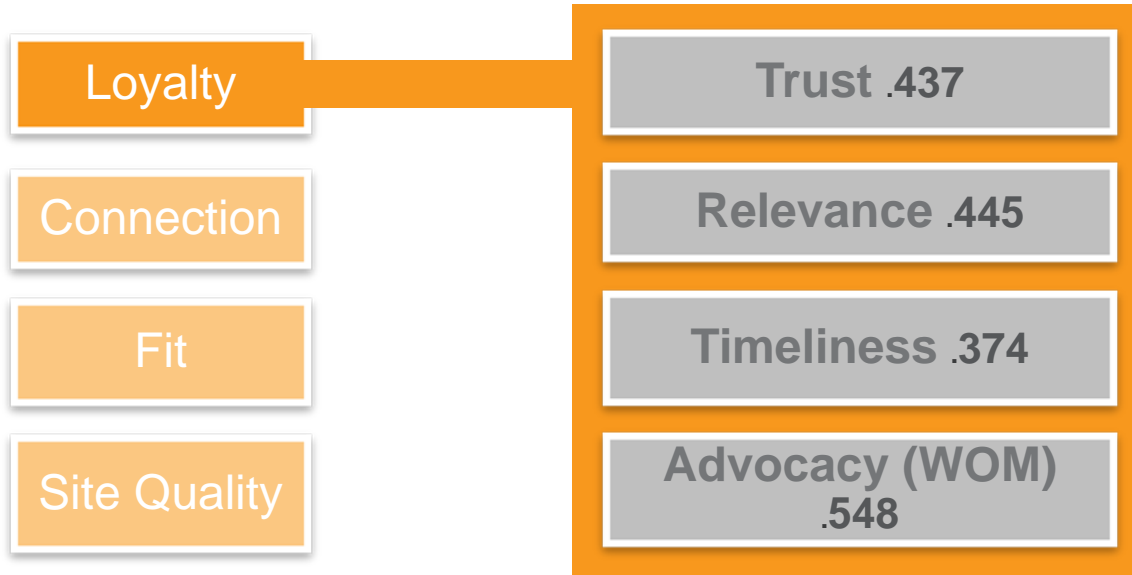 Loyalty
Trust .437
Connection
Relevance .445
Fit
Timeliness .374
Site Quality
Advocacy (WOM)
.548